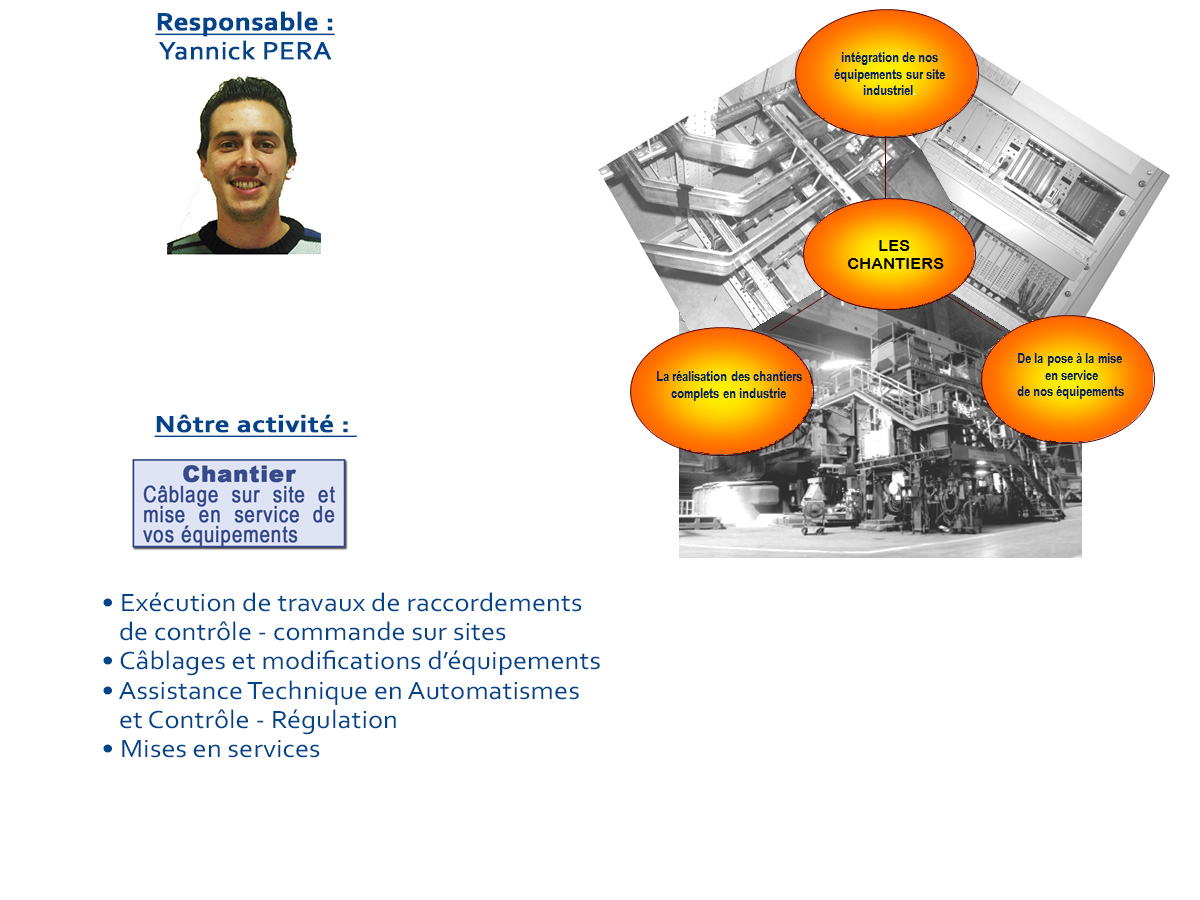 Responsable :
Yannick PERA
Nôtre activité :
Chantier
Câblage sur site et
mise en service de
vos équipements
• Exécution de travaux de raccordements
de contrôle - commande sur sites
• Câblages et modifications d’équipements
• Assistance Technique en Automatismes
et Contrôle - Régulation
• Mises en services
intégration de nos
équipements sur site
industriel.
LES
CHANTIERS
La réalisation des chantiers
complets en industrie
De la pose à la mise
en service
de nos équipements